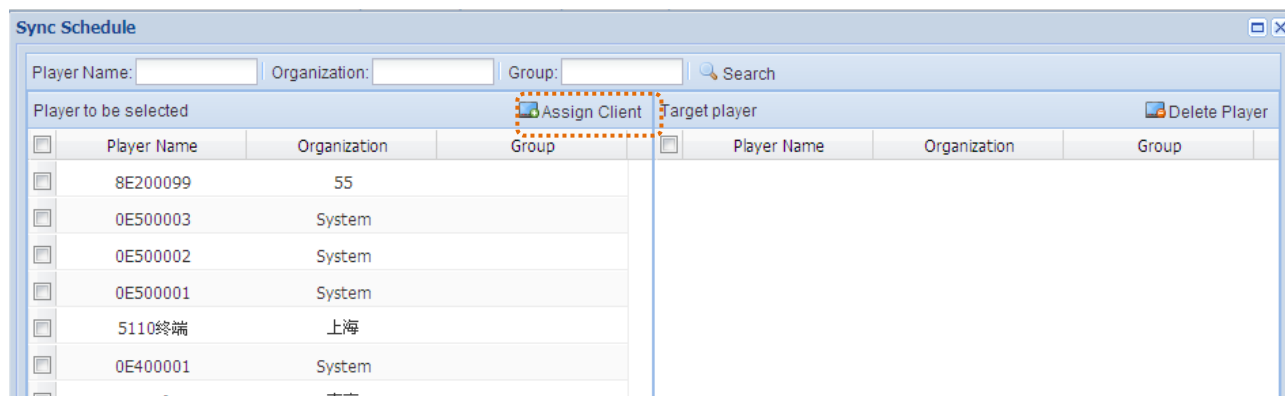 Sync Schedule
Player Name: Organization: Group: Search
Player to be selected Assign Client Target player Delete Player
Player Name Organization Group Player Name Organization Group
8E200099 55
0E500003 System
0E500002 System
0E500001 System
5110终端 上海
0E400001 System